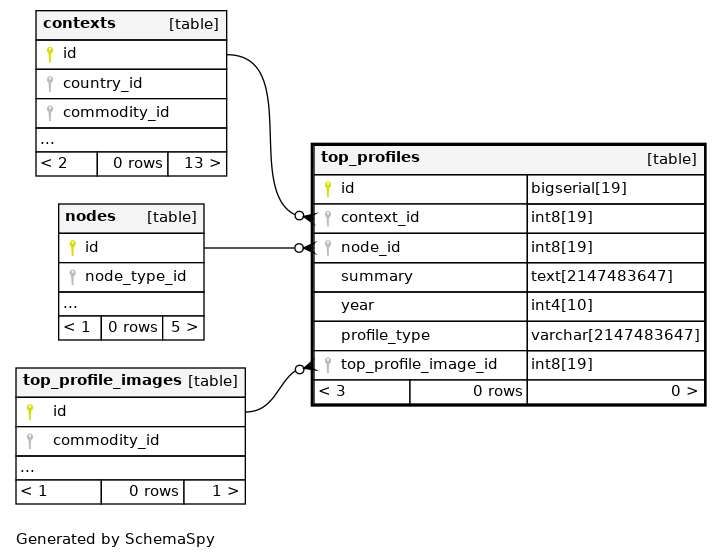 contexts [table]
id
country_id
commodity_id
...
< 2 0 rows 13 >
nodes [table]
id
node_type_id
...
< 1 0 rows 5 >
top_profile_images [table]
id
commodity_id
...
< 1 0 rows 1 >
top_profiles [table]
id bigserial[19]
context_id int8[19]
node_id int8[19]
summary text[2147483647]
year int4[10]
profile_type varchar[2147483647]
top_profile_image_id int8[19]
< 3 0 rows 0 >
Generated by SchemaSpy